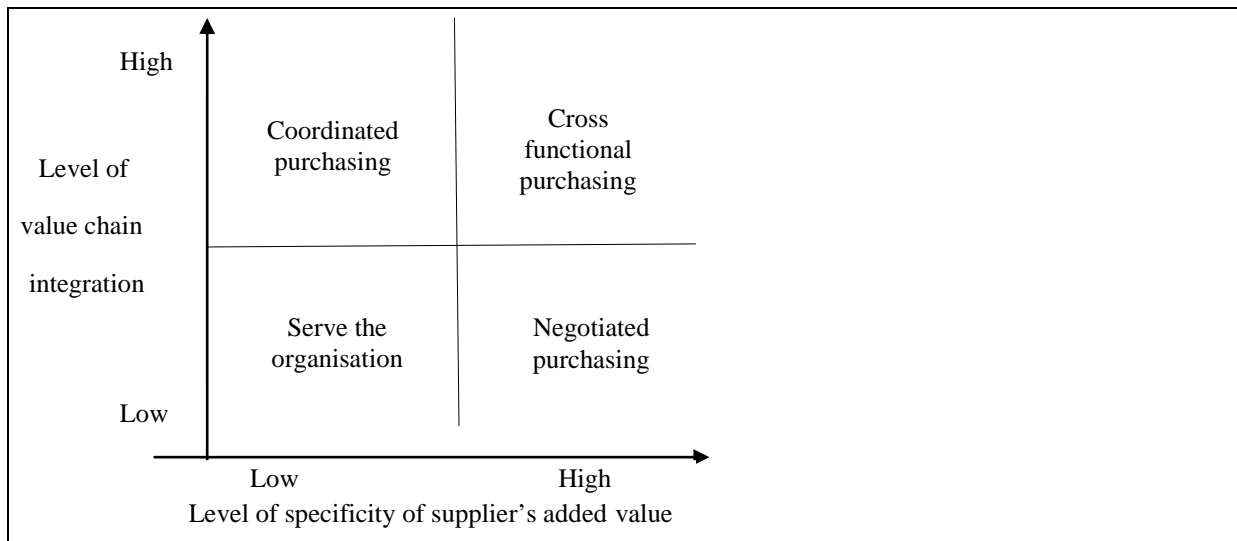 High
Coordinated
purchasing
Cross
functional
purchasing
Level of
value chain
integration
Serve the
organisation
Negotiated
purchasing
Low
Low
High
Level of specificity of supplier’s added value